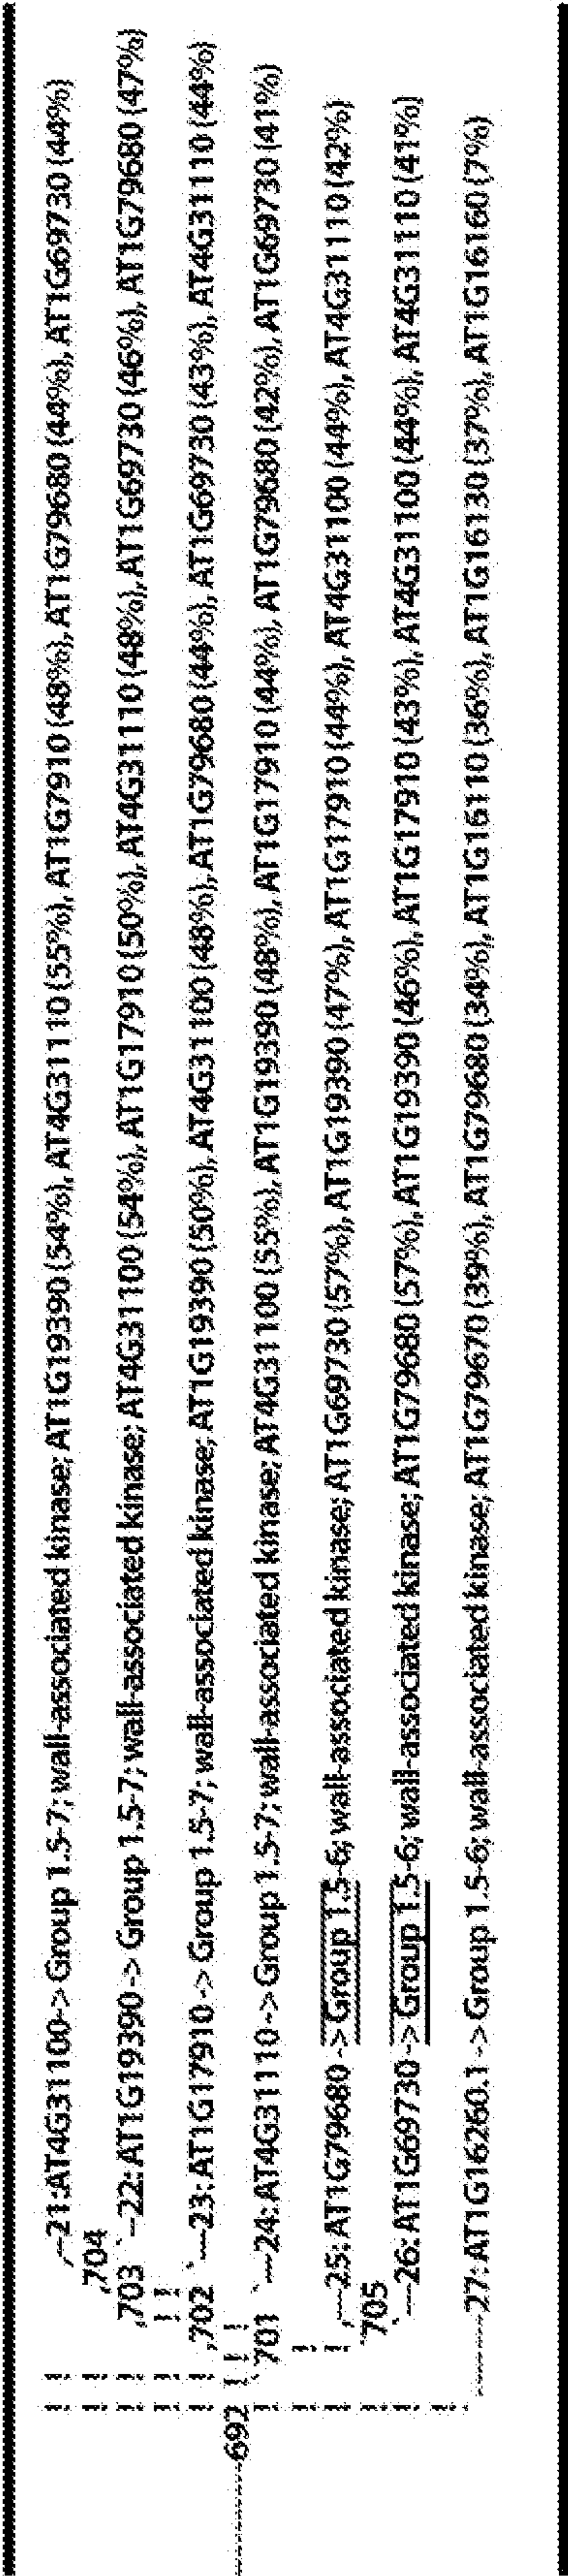 ,--21:AT4G31100-> Group 1.5-7; wall-associated kinase; AT1G19390 (54%), AT4G31110 (55%), AT1G7910 (48%), AT1G79680 (44%), AT1G69730 (44%)
,704
,703 `--22: AT1G19390 -> Group 1.5-7; wall-associated kinase; AT4G31100 (54%), AT1G17910 (50%), AT4G31110 (48%), AT1G69730 (46%), AT1G79680 (47%)
,702 `---23: AT1G17910 -> Group 1.5-7; wall-associated kinase; AT1G19390 (50%), AT4G31100 (48%), AT1G79680 (44%), AT1G69730 (43%), AT4G31110 (44%)
---------692
701 `---24: AT4G31110 -> Group 1.5-7; wall-associated kinase; AT4G31100 (55%), AT1G19390 (48%), AT1G17910 (44%), AT1G79680 (42%), AT1G69730 (41%)
,---25: AT1G79680 -> Group 1.5-6; wall-associated kinase; AT1G69730 (57%), AT1G19390 (47%), AT1G17910 (44%), AT4G31100 (44%), AT4G31110 (42%)
`705
`---26: AT1G69730 -> Group 1.5-6; wall-associated kinase; AT1G79680 (57%), AT1G19390 (46%), AT1G17910 (43%), AT4G31100 (44%), AT4G31110 (41%)
---------27: AT1G16260.1 -> Group 1.5-6; wall-associated kinase; AT1G79670 (39%), AT1G79680 (34%), AT1G16110 (36%), AT1G16130 (37%), AT1G16160 (7%)